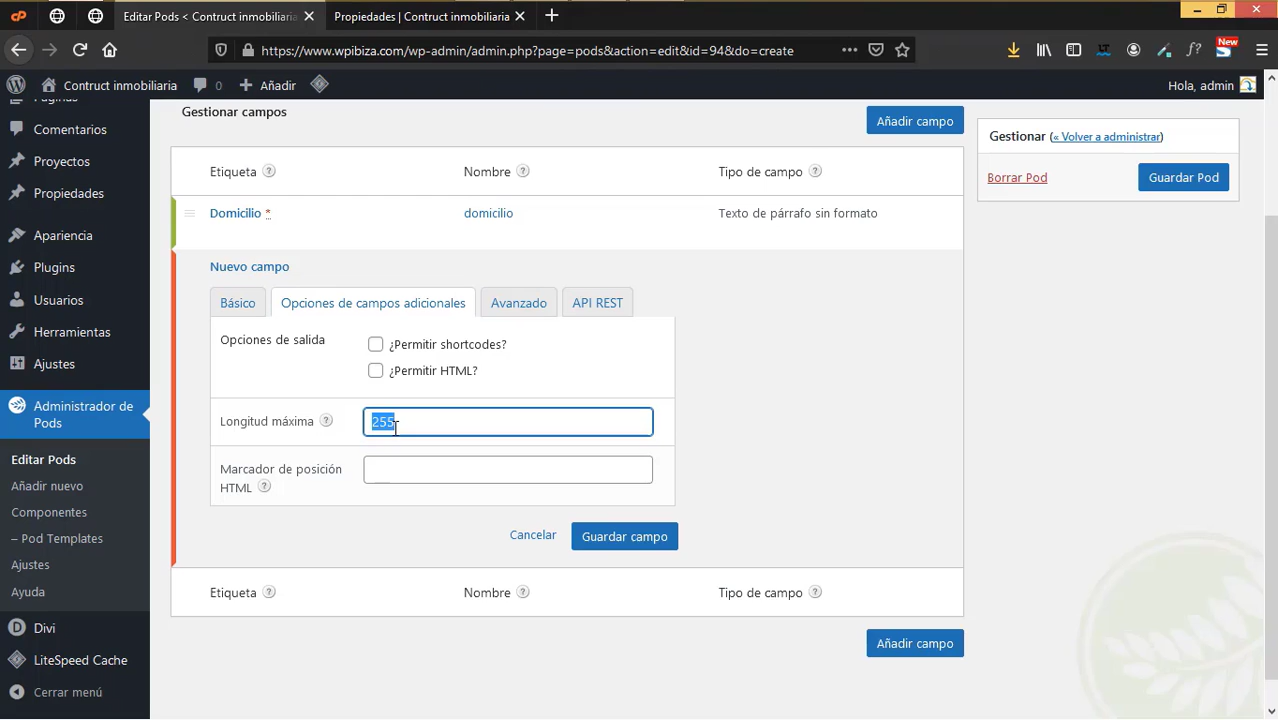 Editar Pods < Contruct inmobiliaria
Propiedades | Contruct inmobiliaria
https://www.wpibiza.com/wp-admin/admin.php?page=pods&action=edit&id=94&do=create
New
Contruct inmobiliaria
0
Añadir
Hola, admin
Páginas
Comentarios
Proyectos
Propiedades
Apariencia
Plugins
Usuarios
Herramientas
Ajustes
Administrador de
Pods
Editar Pods
Añadir nuevo
Componentes
– Pod Templates
Ajustes
Ayuda
Divi
LiteSpeed Cache
Cerrar menú
Gestionar campos
Añadir campo
Etiqueta
Nombre
Tipo de campo
Domicilio *
domicilio
Texto de párrafo sin formato
Nuevo campo
Básico
Opciones de campos adicionales
Avanzado
API REST
Opciones de salida
¿Permitir shortcodes?
¿Permitir HTML?
Longitud máxima
255
Marcador de posición
HTML
Cancelar
Guardar campo
Etiqueta
Nombre
Tipo de campo
Añadir campo
Gestionar (« Volver a administrar)
Borrar Pod
Guardar Pod